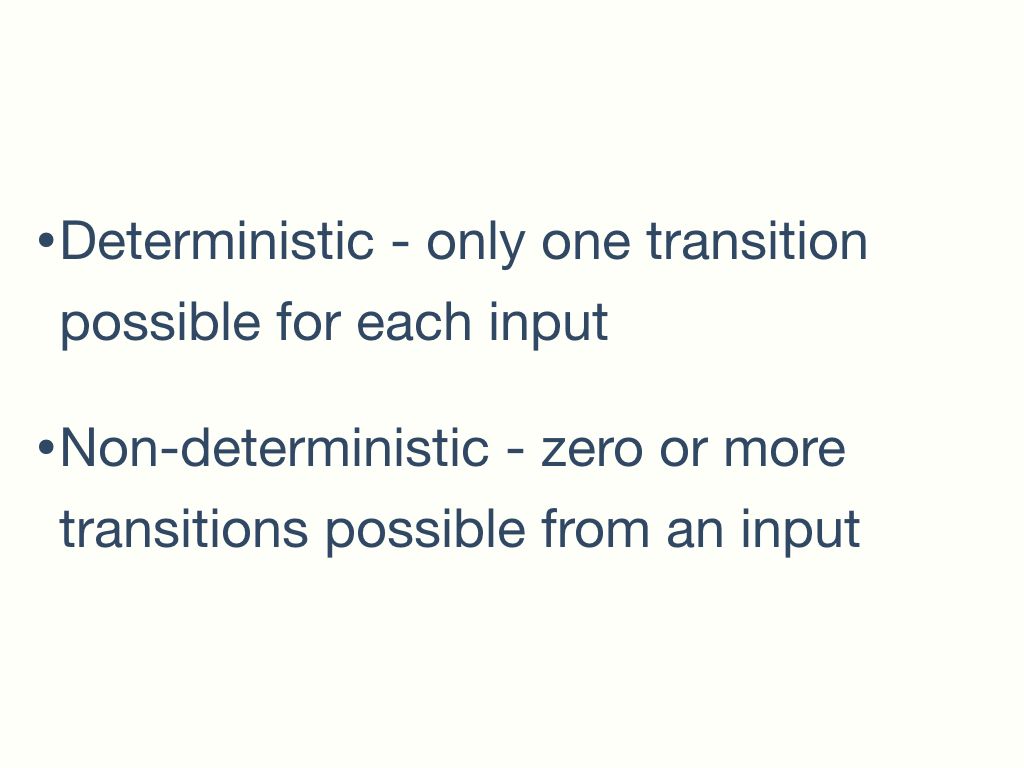 •Deterministic - only one transition
possible for each input
•Non-deterministic - zero or more
transitions possible from an input